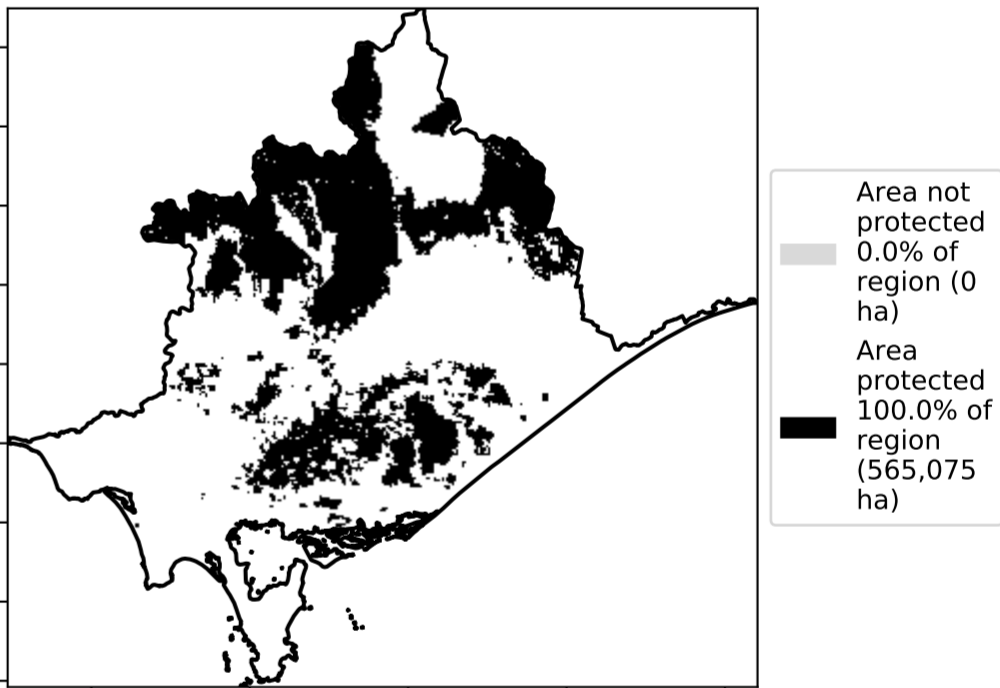 Area not
protected
0.0% of
region (0
ha)
Area
protected
100.0% of
region
(565,075
ha)